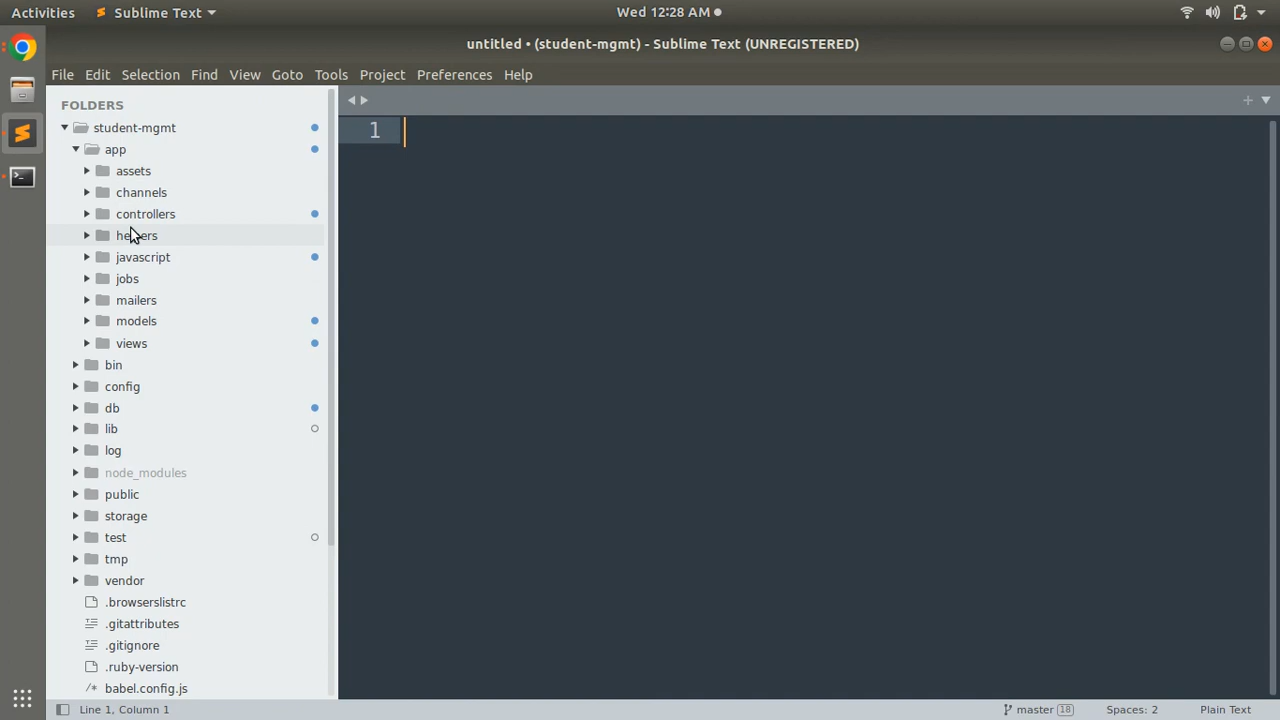 Activities Sublime Text Wed 12:28 AM
untitled • (student-mgmt) - Sublime Text (UNREGISTERED)
File Edit Selection Find View Goto Tools Project Preferences Help
FOLDERS
student-mgmt
app
assets
channels
controllers
helpers
javascript
jobs
mailers
models
views
bin
config
db
lib
log
node_modules
public
storage
test
tmp
vendor
.browserslistrc
.gitattributes
.gitignore
.ruby-version
/* babel.config.js
1
Line 1, Column 1 master 18 Spaces: 2 Plain Text